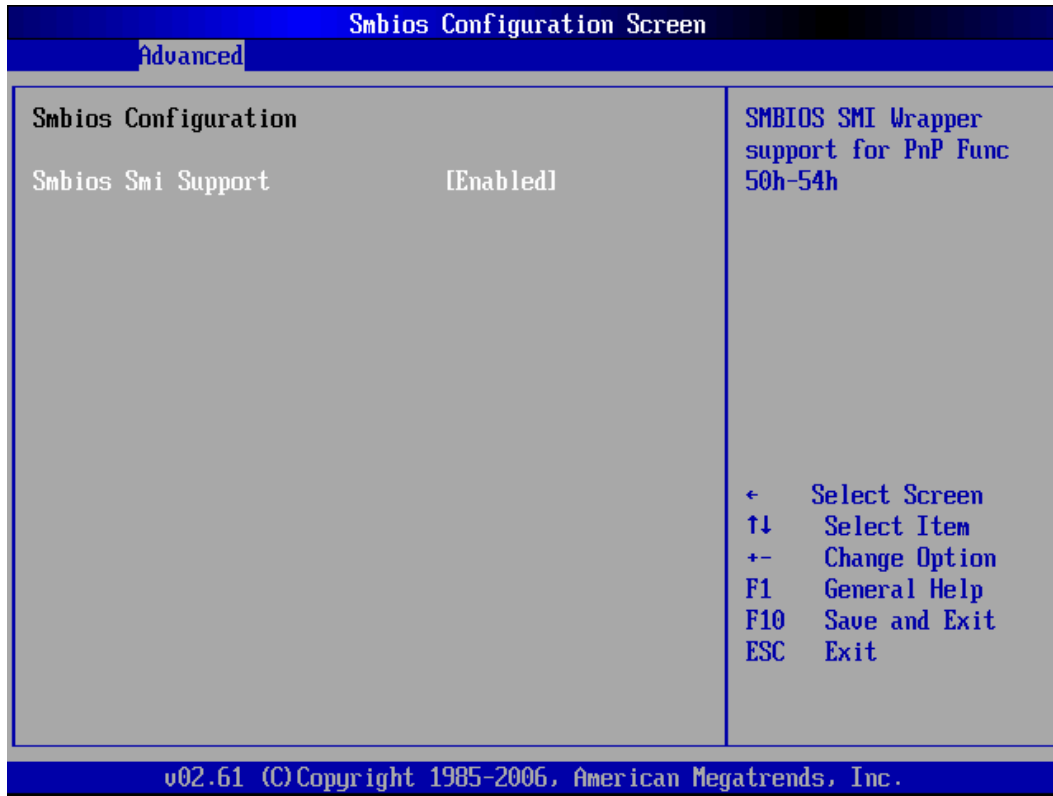 Smbios Configuration Screen
Advanced
Smbios Configuration
Smbios Smi Support [Enabled]
SMBIOS SMI Wrapper
support for PnP Func
50h-54h
← Select Screen
↑↓ Select Item
+- Change Option
F1 General Help
F10 Save and Exit
ESC Exit
v02.61 (C)Copyright 1985-2006, American Megatrends, Inc.